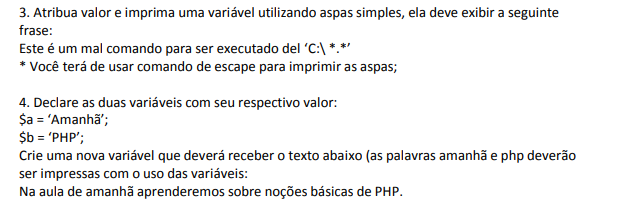 3. Atribua valor e imprima uma variável utilizando aspas simples, ela deve exibir a seguinte
frase:
Este é um mal comando para ser executado del ‘C:\ *.*’
* Você terá de usar comando de escape para imprimir as aspas;
4. Declare as duas variáveis com seu respectivo valor:
$a = ‘Amanhã’;
$b = ‘PHP’;
Crie uma nova variável que deverá receber o texto abaixo (as palavras amanhã e php deverão
ser impressas com o uso das variáveis:
Na aula de amanhã aprenderemos sobre noções básicas de PHP.